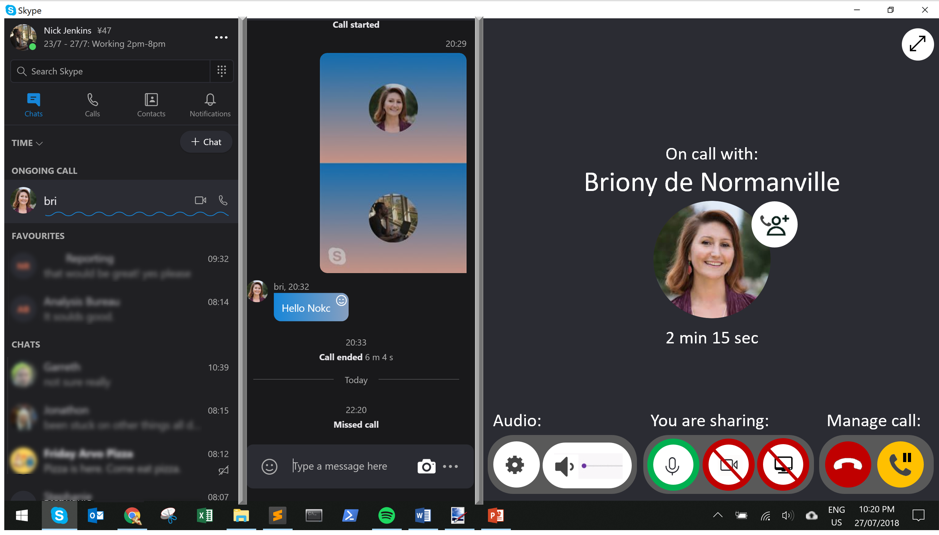 Skype
Nick Jenkins ¥47
23/7 - 27/7: Working 2pm-8pm
Search Skype
Chats
Calls
Contacts
Notifications
TIME
+ Chat
ONGOING CALL
bri
FAVOURITES
Reporting 09:32
that would be great! yes please
Analysis Bureau 08:14
CHATS
Garreth 10:39
not sure really
Jonathon 08:15
been stuck on other things all d...
Friday Arvo Pizza 08:12
Pizza is here. Come eat pizza.
Stephanie 08:07
Call started
20:29
bri, 20:32
Hello Nokc
20:33
Call ended 6 m 4 s
Today
22:20
Missed call
Type a message here
On call with:
Briony de Normanville
2 min 15 sec
Audio:
You are sharing:
Manage call:
ENG
US
10:20 PM
27/07/2018